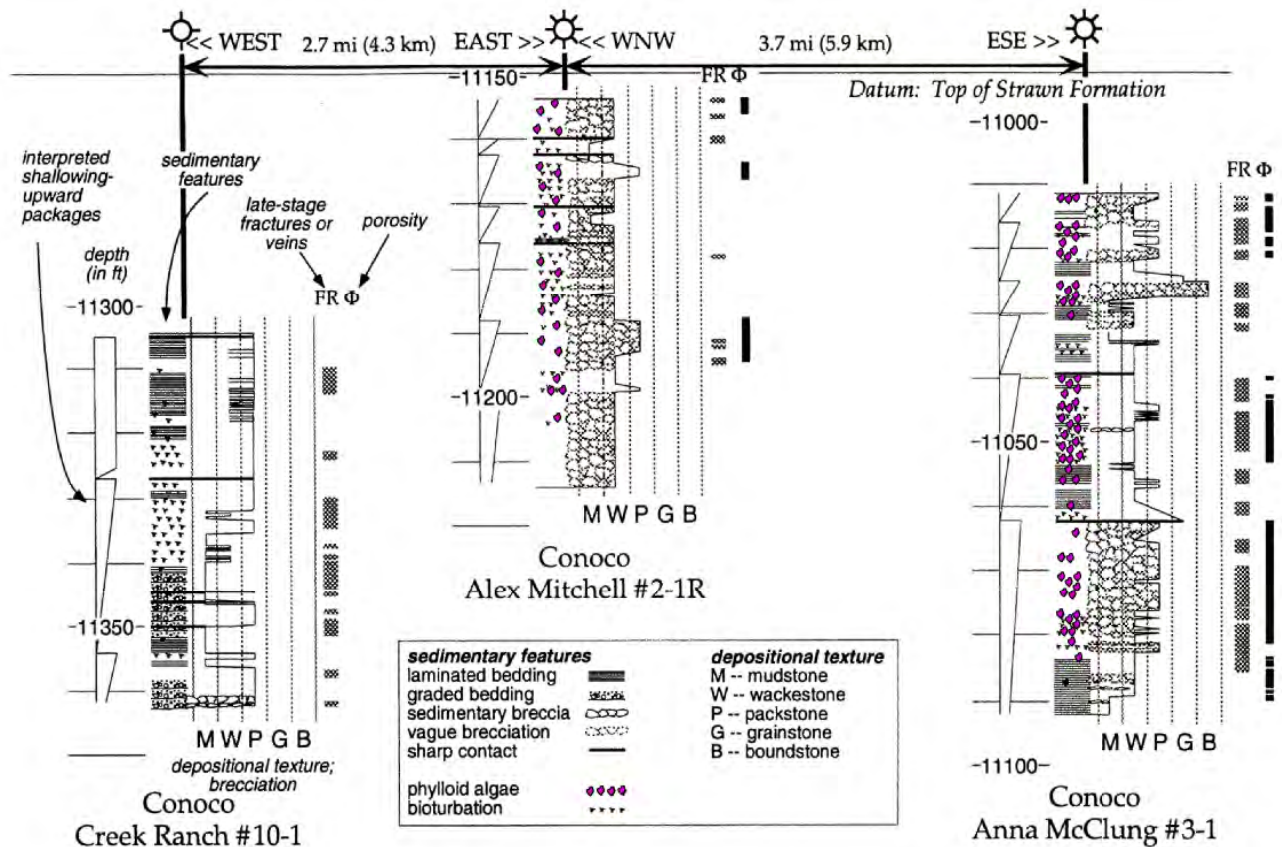 << WEST 2.7 mi (4.3 km) EAST >> << WNW 3.7 mi (5.9 km) ESE >>
-11150-
FR Φ
Datum: Top of Strawn Formation
-11000-
interpreted
shallowing-
upward
packages
sedimentary
features
late-stage
fractures or
veins
porosity
depth
(in ft)
FR Φ
FR Φ
-11300-
-11200-
-11050-
-11350-
M W P G B
Conoco
Alex Mitchell #2-1R
M W P G B
depositional texture;
brecciation
Conoco
Creek Ranch #10-1
sedimentary features
laminated bedding
graded bedding
sedimentary breccia
vague brecciation
sharp contact
phylloid algae
bioturbation
depositional texture
M -- mudstone
W -- wackestone
P -- packstone
G -- grainstone
B -- boundstone
M W P G B
-11100-
Conoco
Anna McClung #3-1